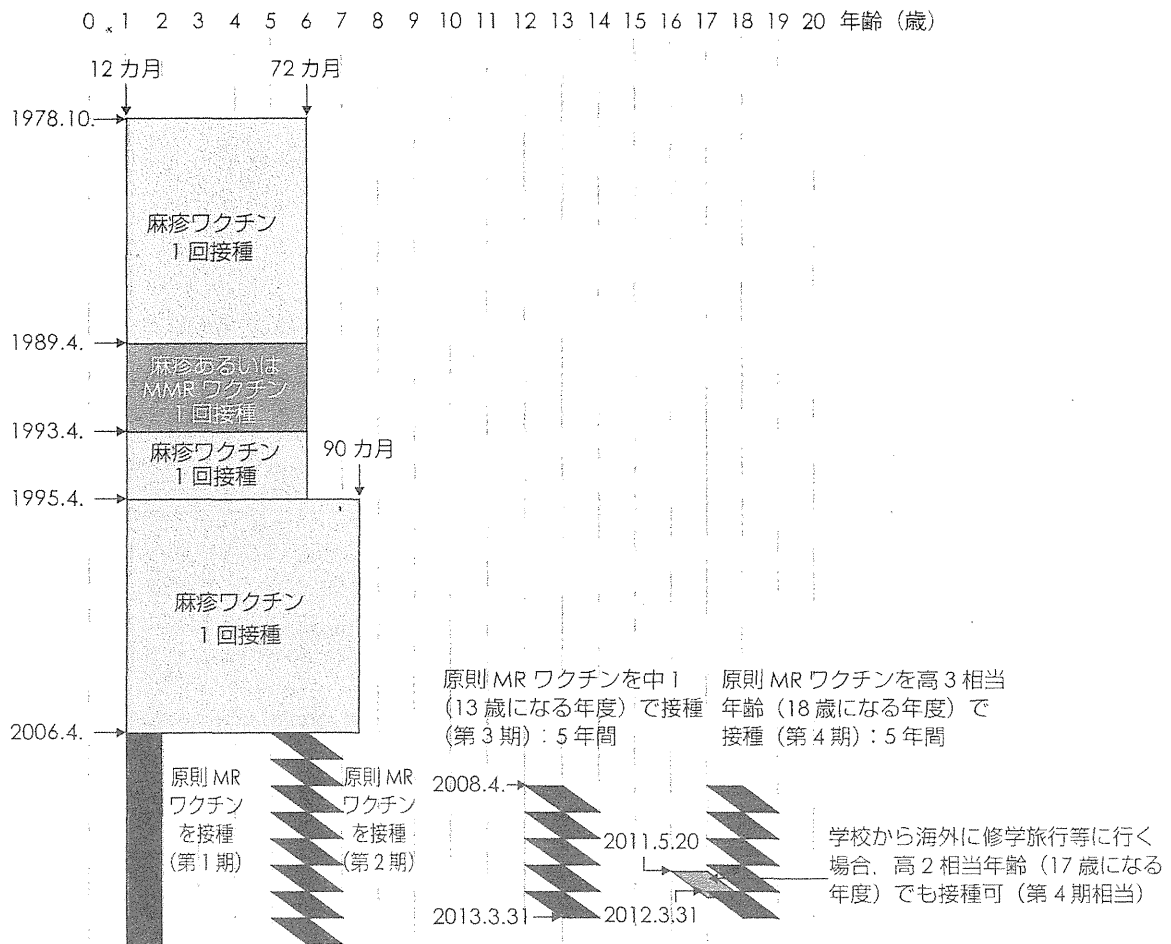 0 1 2 3 4 5 6 7 8 9 10 11 12 13 14 15 16 17 18 19 20 年齢（歳）
12カ月
72カ月
1978.10.
麻疹ワクチン
1回接種
1989.4.
麻疹あるいは
MMRワクチン
1回接種
1993.4.
麻疹ワクチン
1回接種
90カ月
1995.4.
麻疹ワクチン
1回接種
原則MRワクチンを中1
(13歳になる年度）で接種
(第3期）：5年間
原則MRワクチンを高3相当
年齢（18歳になる年度）で
接種（第4期）：5年間
2006.4.
原則MR
ワクチン
を接種
(第1期)
原則MR
ワクチン
を接種
(第2期)
2008.4.
2011.5.20
2012.3.31
2013.3.31
学校から海外に修学旅行等に行く
場合，高2相当年齢（17歳になる
年度）でも接種可（第4期相当）